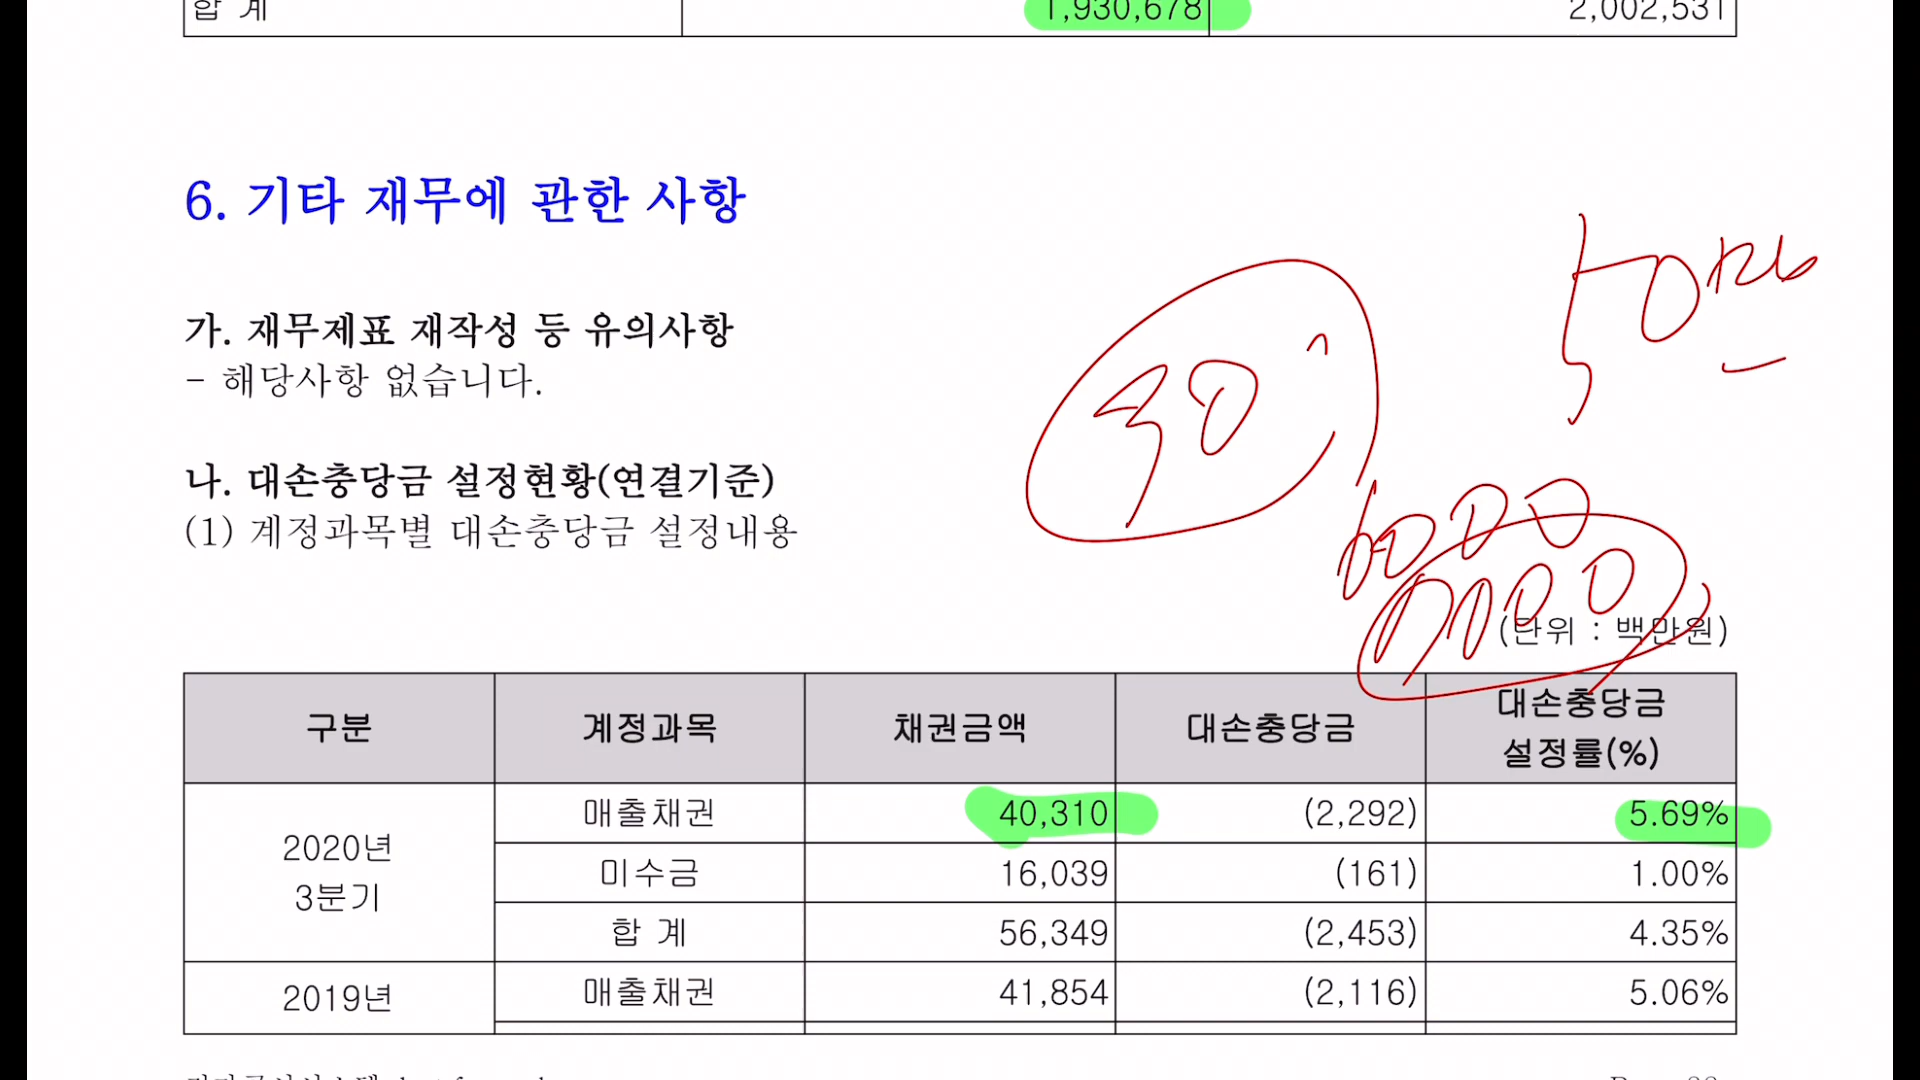 합 계 1,930,678 2,002,531
6. 기타 재무에 관한 사항
가. 재무제표 재작성 등 유의사항
- 해당사항 없습니다.
나. 대손충당금 설정현황(연결기준)
(1) 계정과목별 대손충당금 설정내용
(단위 : 백만원)
구분 계정과목 채권금액 대손충당금 대손충당금 설정률(%)
2020년 3분기 매출채권 40,310 (2,292) 5.69%
미수금 16,039 (161) 1.00%
합 계 56,349 (2,453) 4.35%
2019년 매출채권 41,854 (2,116) 5.06%